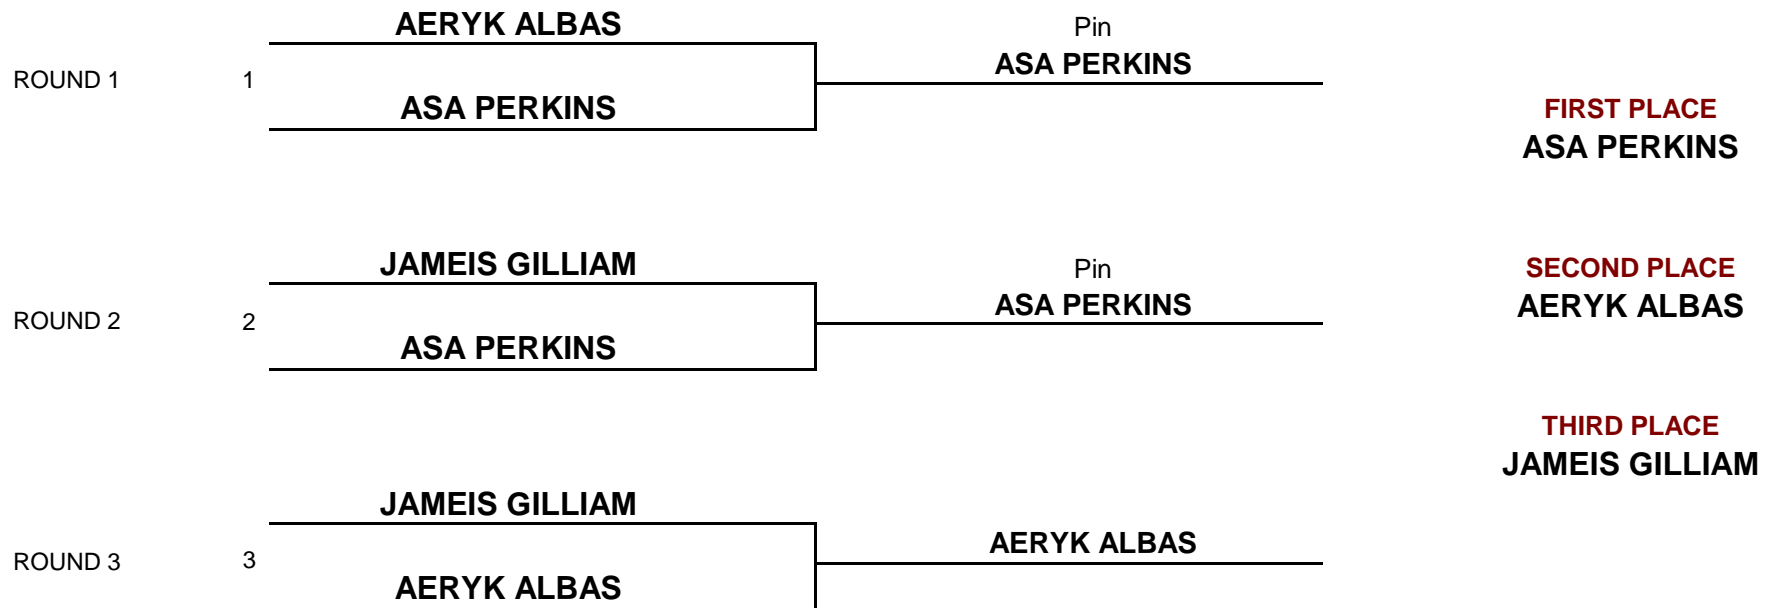 AERYK ALBAS
Pin
ROUND 1
1
ASA PERKINS
ASA PERKINS
FIRST PLACE
ASA PERKINS
JAMEIS GILLIAM
Pin
SECOND PLACE
ROUND 2
2
ASA PERKINS
AERYK ALBAS
ASA PERKINS
THIRD PLACE
JAMEIS GILLIAM
JAMEIS GILLIAM
ROUND 3
3
AERYK ALBAS
AERYK ALBAS